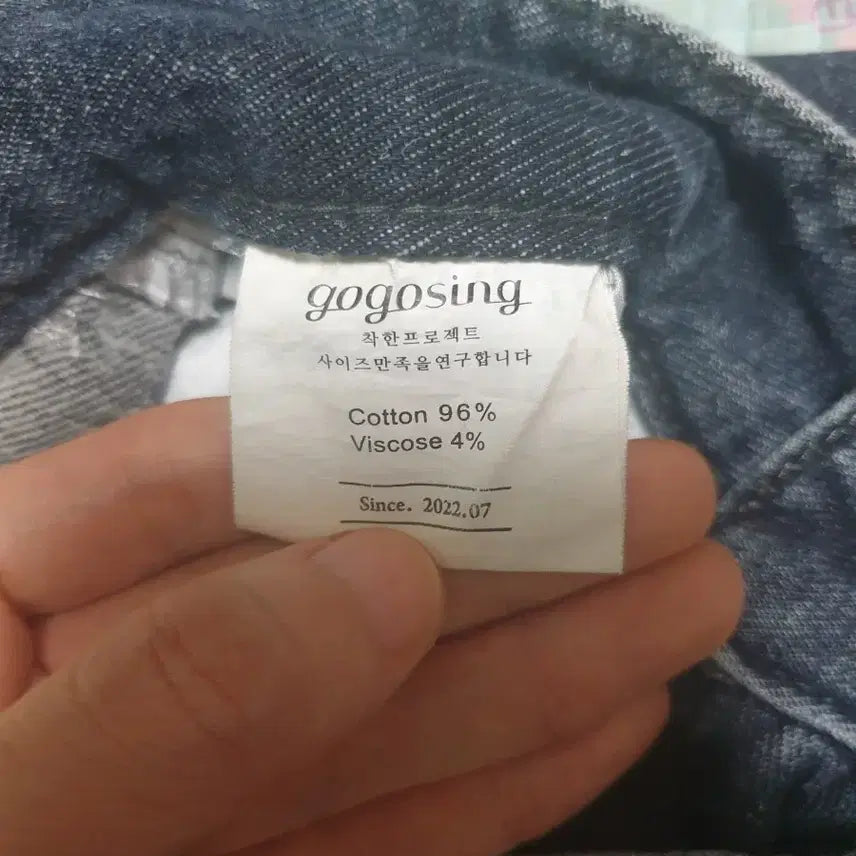 gogosing
착한프로젝트
사이즈만족을연구합니다
Cotton 96%
Viscose 4%
Since. 2022.07